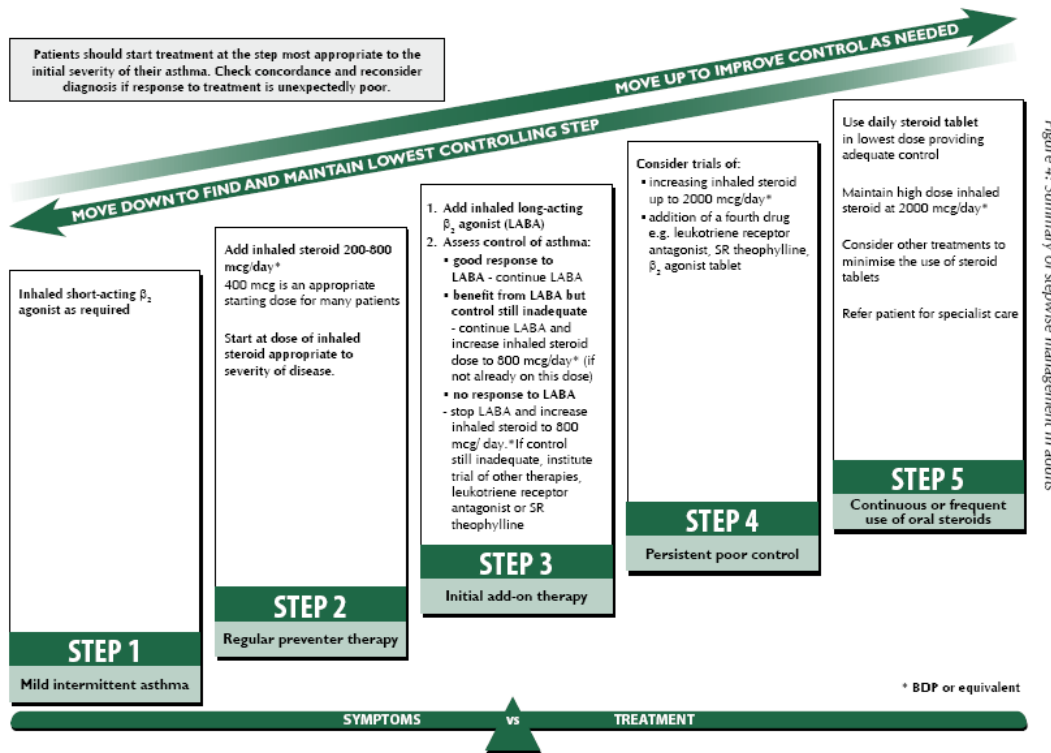 Patients should start treatment at the step most appropriate to the
initial severity of their asthma. Check concordance and reconsider
diagnosis if response to treatment is unexpectedly poor.
MOVE UP TO IMPROVE CONTROL AS NEEDED
MOVE DOWN TO FIND AND MAINTAIN LOWEST CONTROLLING STEP
Inhaled short-acting β₂
agonist as required
STEP 1
Mild intermittent asthma
Add inhaled steroid 200-800
mcg/day*
400 mcg is an appropriate
starting dose for many patients
Start at dose of inhaled
steroid appropriate to
severity of disease.
STEP 2
Regular preventer therapy
1. Add inhaled long-acting
β₂ agonist (LABA)
2. Assess control of asthma:
▪ good response to
LABA - continue LABA
▪ benefit from LABA but
control still inadequate
- continue LABA and
increase inhaled steroid
dose to 800 mcg/day* (if
not already on this dose)
▪ no response to LABA
- stop LABA and increase
inhaled steroid to 800
mcg/ day.*If control
still inadequate, institute
trial of other therapies,
leukotriene receptor
antagonist or SR
theophylline
STEP 3
Initial add-on therapy
Consider trials of:
▪ increasing inhaled steroid
up to 2000 mcg/day*
▪ addition of a fourth drug
e.g. leukotriene receptor
antagonist, SR theophylline,
β₂ agonist tablet
STEP 4
Persistent poor control
Use daily steroid tablet
in lowest dose providing
adequate control
Maintain high dose inhaled
steroid at 2000 mcg/day*
Consider other treatments to
minimise the use of steroid
tablets
Refer patient for specialist care
STEP 5
Continuous or frequent
use of oral steroids
Figure 4: Summary of stepwise management in adults
* BDP or equivalent
SYMPTOMS vs TREATMENT